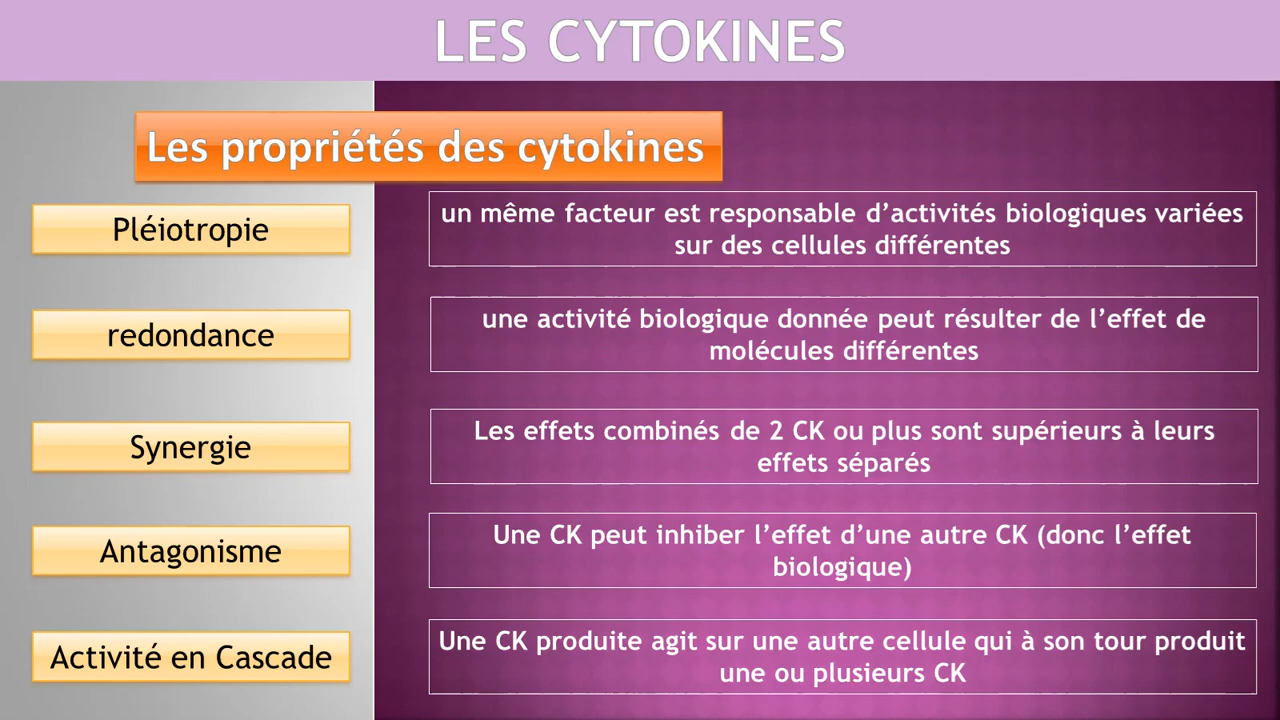 LES CYTOKINES
Les propriétés des cytokines
Pléiotropie
un même facteur est responsable d’activités biologiques variées
sur des cellules différentes
redondance
une activité biologique donnée peut résulter de l’effet de
molécules différentes
Synergie
Les effets combinés de 2 CK ou plus sont supérieurs à leurs
effets séparés
Antagonisme
Une CK peut inhiber l’effet d’une autre CK (donc l’effet
biologique)
Activité en Cascade
Une CK produite agit sur une autre cellule qui à son tour produit
une ou plusieurs CK